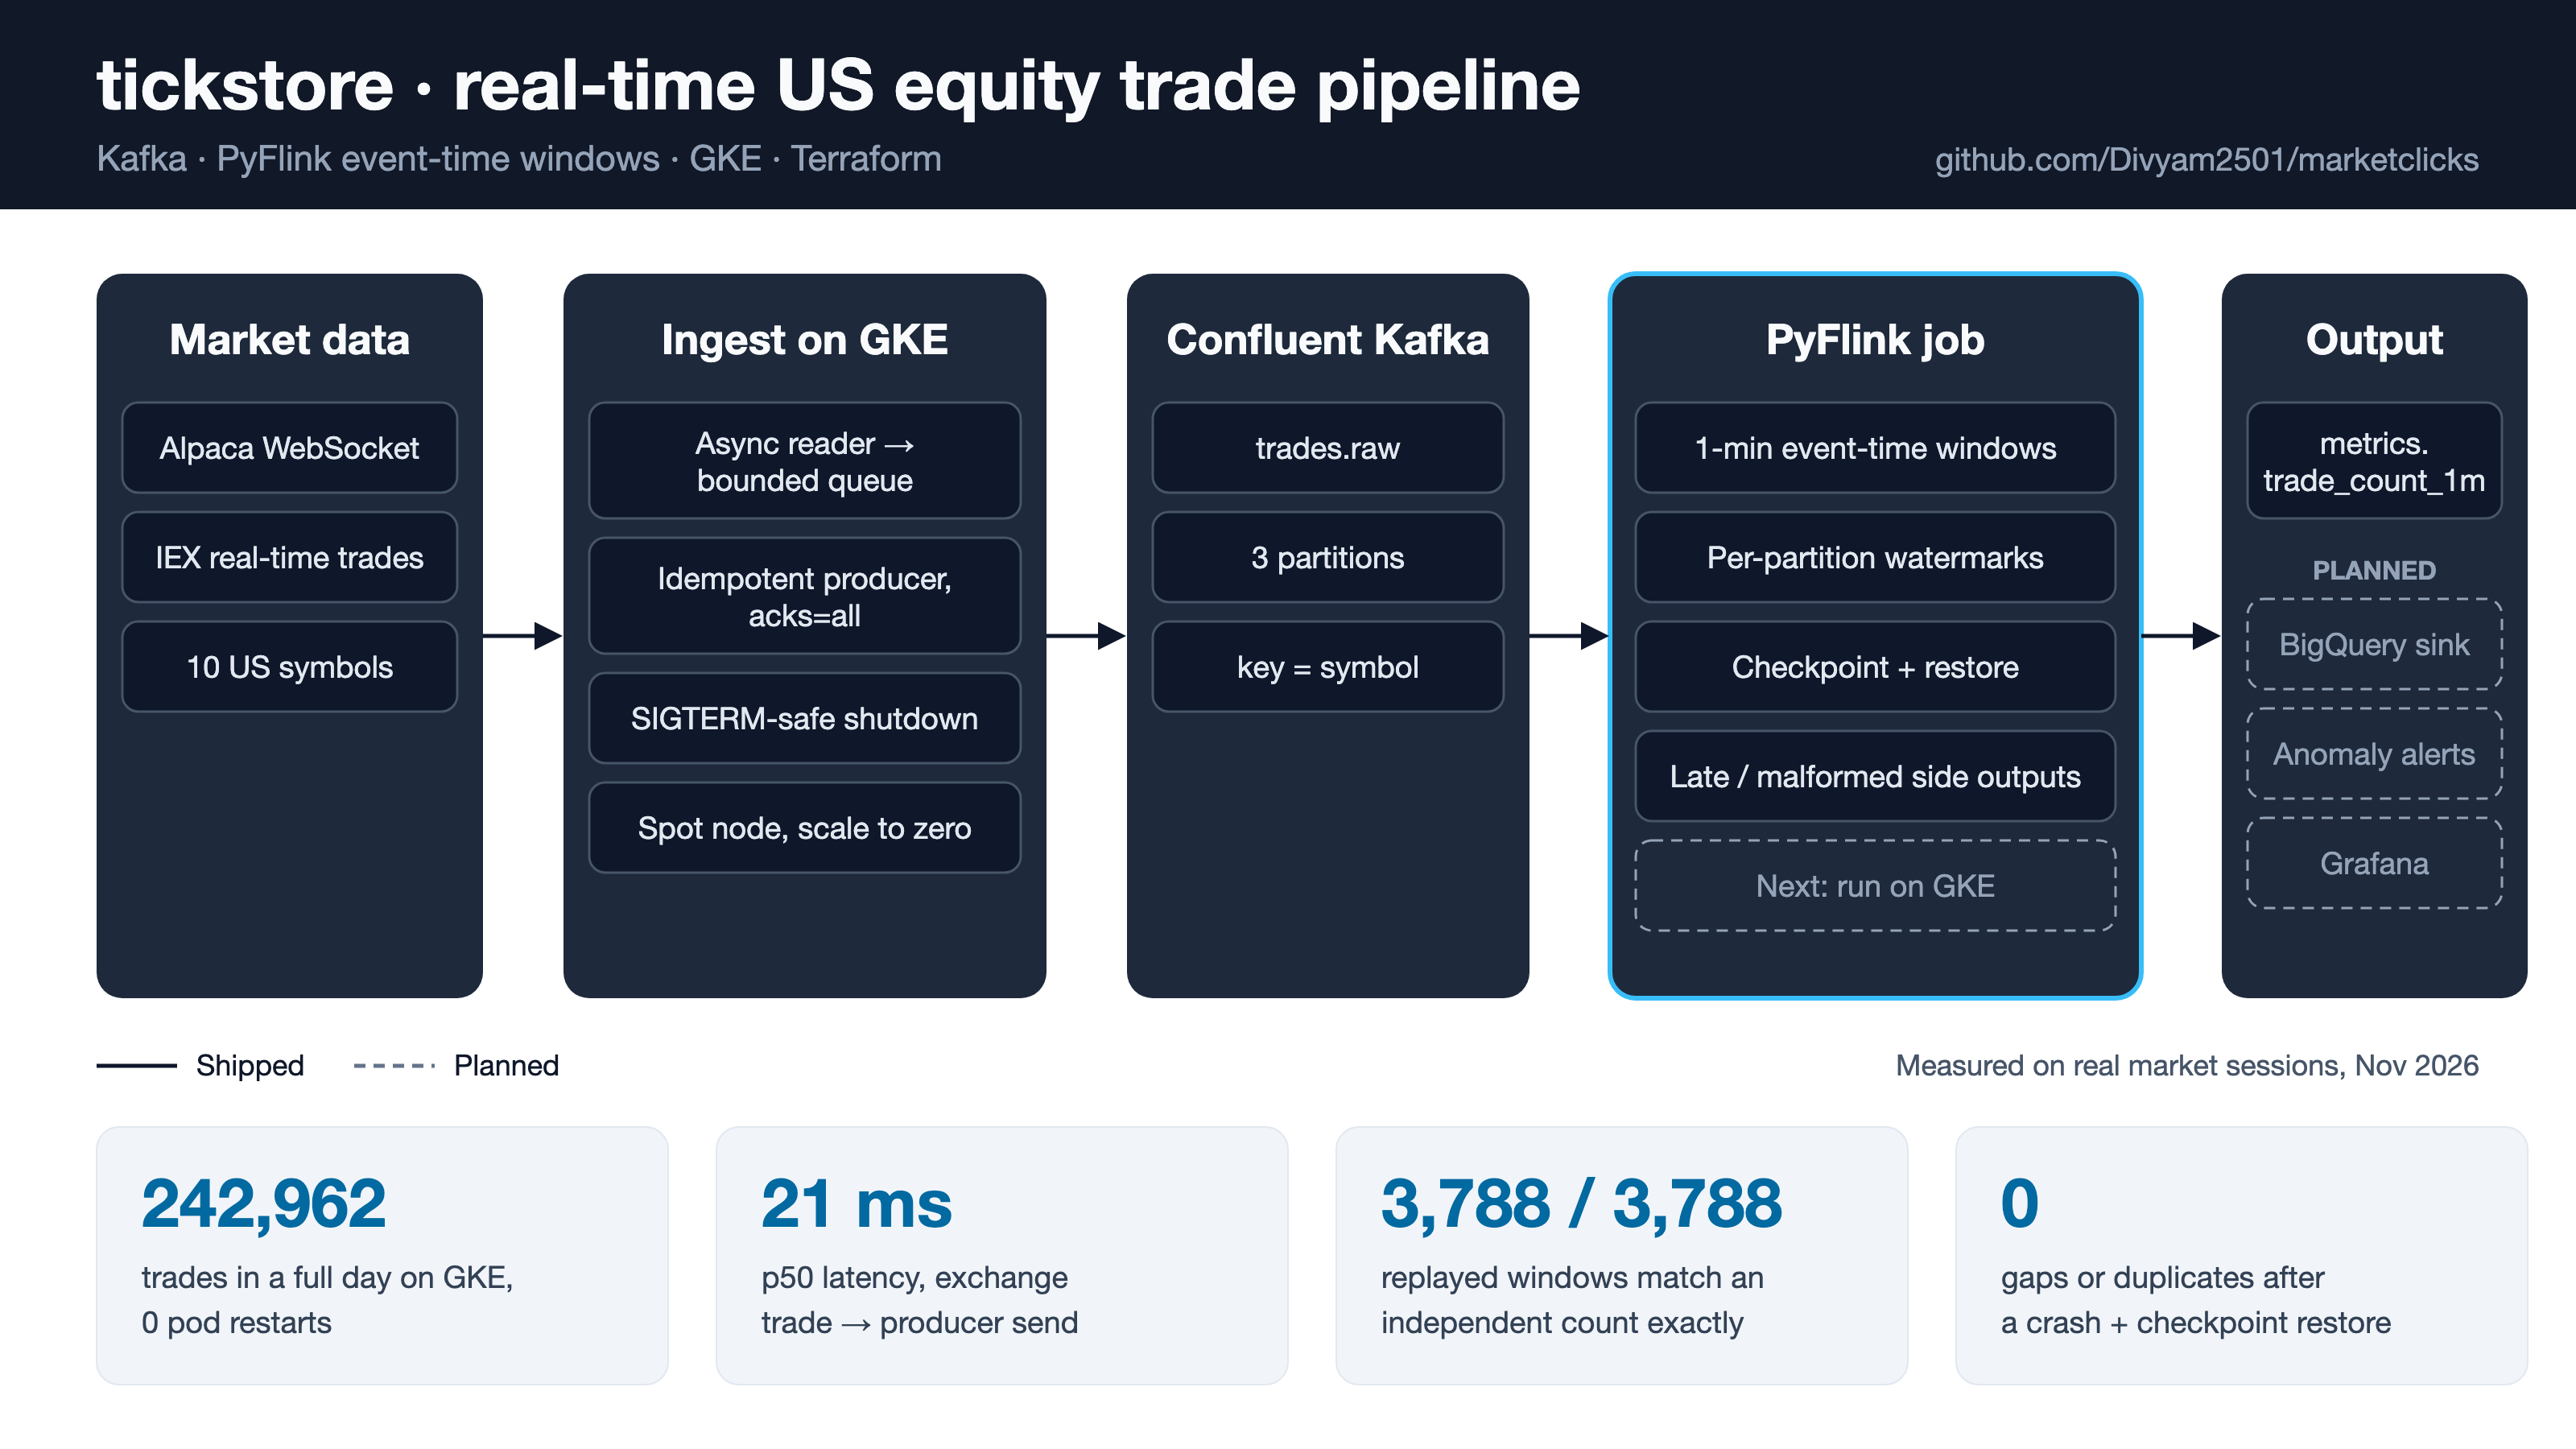 tickstore · real-time US equity trade pipeline
Kafka · PyFlink event-time windows · GKE · Terraform
github.com/Divyam2501/marketclicks
Market data
Alpaca WebSocket
IEX real-time trades
10 US symbols
Ingest on GKE
Async reader →
bounded queue
Idempotent producer,
acks=all
SIGTERM-safe shutdown
Spot node, scale to zero
Confluent Kafka
trades.raw
3 partitions
key = symbol
PyFlink job
1-min event-time windows
Per-partition watermarks
Checkpoint + restore
Late / malformed side outputs
Next: run on GKE
Output
metrics.
trade_count_1m
PLANNED
BigQuery sink
Anomaly alerts
Grafana
Shipped
Planned
Measured on real market sessions, Nov 2026
242,962
trades in a full day on GKE,
0 pod restarts
21 ms
p50 latency, exchange
trade → producer send
3,788 / 3,788
replayed windows match an
independent count exactly
0
gaps or duplicates after
a crash + checkpoint restore